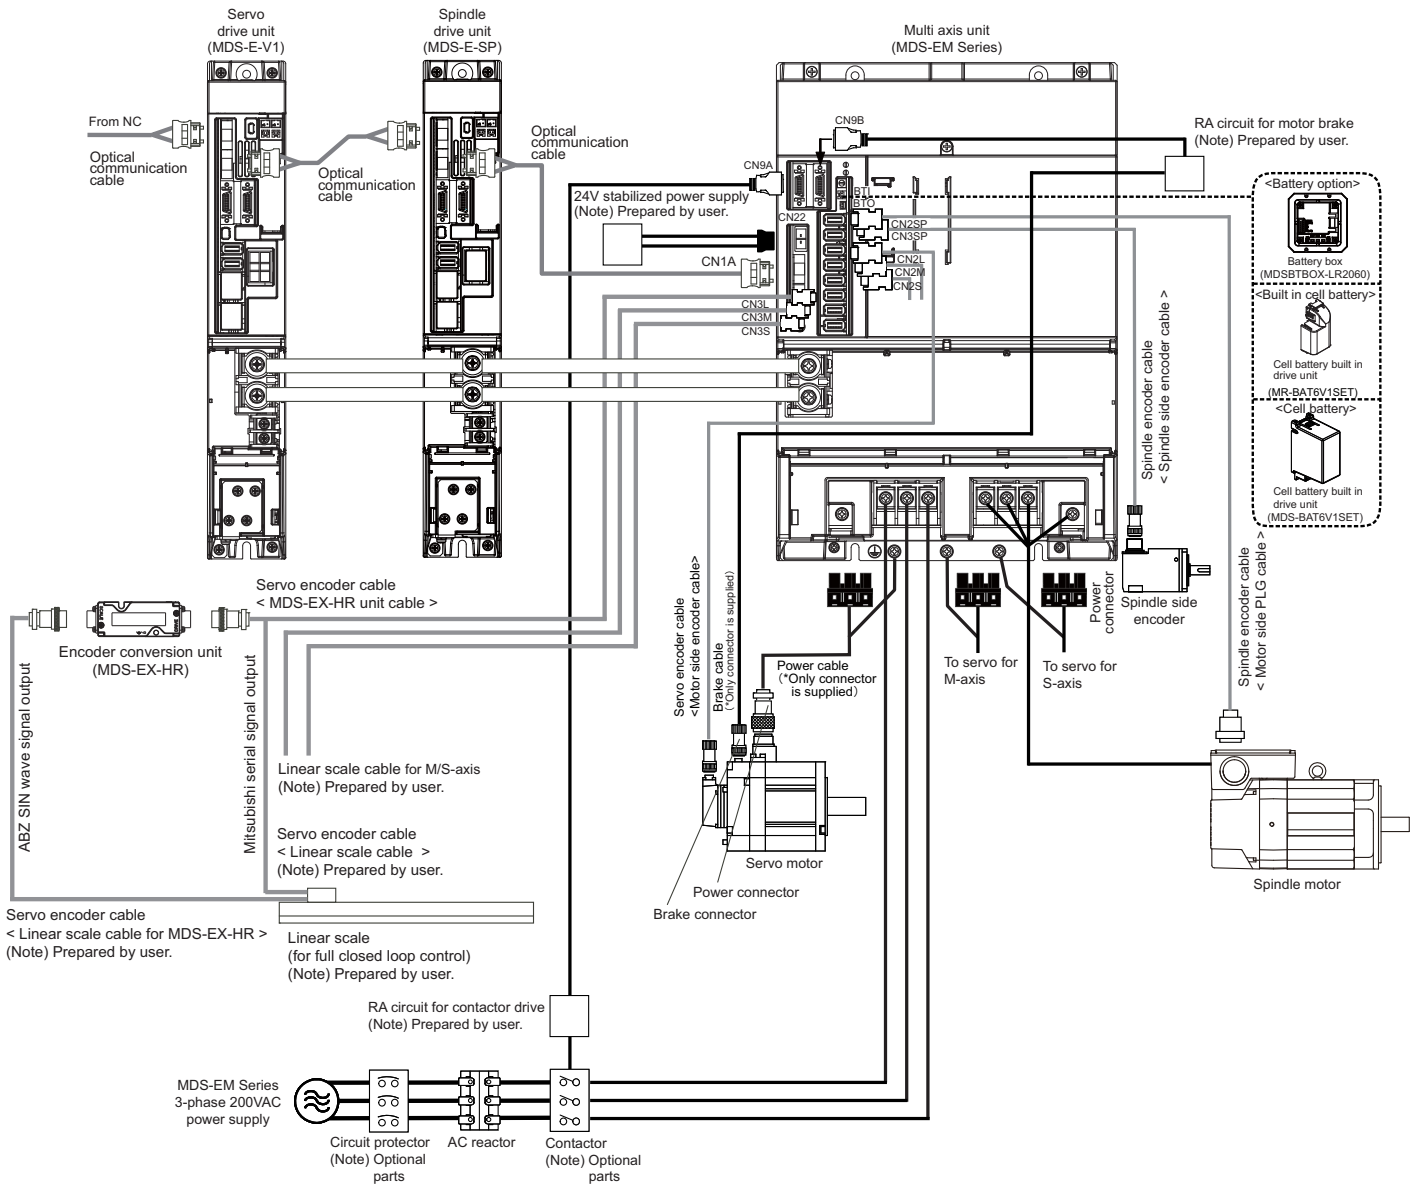 Servo
drive unit
(MDS-E-V1)
Spindle
drive unit
(MDS-E-SP)
Multi axis unit
(MDS-EM Series)
From NC
Optical
communication
cable
Optical
communication
cable
Optical
communication
cable
CN9B
CN9A
RA circuit for motor brake
(Note) Prepared by user.
24V stabilized power supply
(Note) Prepared by user.
CN22
BTI
BTO
CN2SP
CN3SP
CN1A
CN2L
CN2M
CN2S
CN3L
CN3M
CN3S
<Battery option>
Battery box
(MDSBTBOX-LR2060)
<Built in cell battery>
Cell battery built in
drive unit
(MR-BAT6V1SET)
<Cell battery>
Cell battery built in
drive unit
(MDS-BAT6V1SET)
Spindle encoder cable
< Spindle side encoder cable >
Servo encoder cable
< MDS-EX-HR unit cable >
Encoder conversion unit
(MDS-EX-HR)
ABZ SIN wave signal output
Mitsubishi serial signal output
Servo encoder cable
<Motor side encoder cable>
Brake cable
(*Only connector is supplied)
Power cable
(*Only connector
is supplied)
To servo for
M-axis
To servo for
S-axis
Power
connector
Spindle side
encoder
Spindle encoder cable
< Motor side PLG cable >
Linear scale cable for M/S-axis
(Note) Prepared by user.
Servo encoder cable
< Linear scale cable >
(Note) Prepared by user.
Servo motor
Power connector
Brake connector
Spindle motor
Servo encoder cable
< Linear scale cable for MDS-EX-HR >
(Note) Prepared by user.
Linear scale
(for full closed loop control)
(Note) Prepared by user.
RA circuit for contactor drive
(Note) Prepared by user.
MDS-EM Series
3-phase 200VAC
power supply
Circuit protector
(Note) Optional
parts
AC reactor
Contactor
(Note) Optional
parts